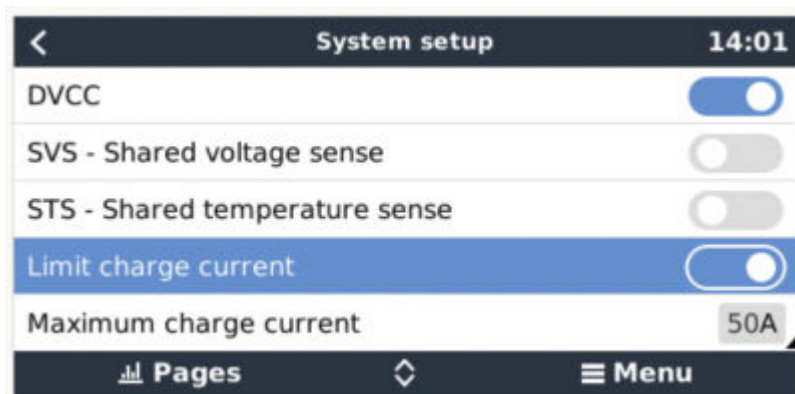 System setup 14:01
DVCC
SVS - Shared voltage sense
STS - Shared temperature sense
Limit charge current
Maximum charge current 50A
Pages Menu